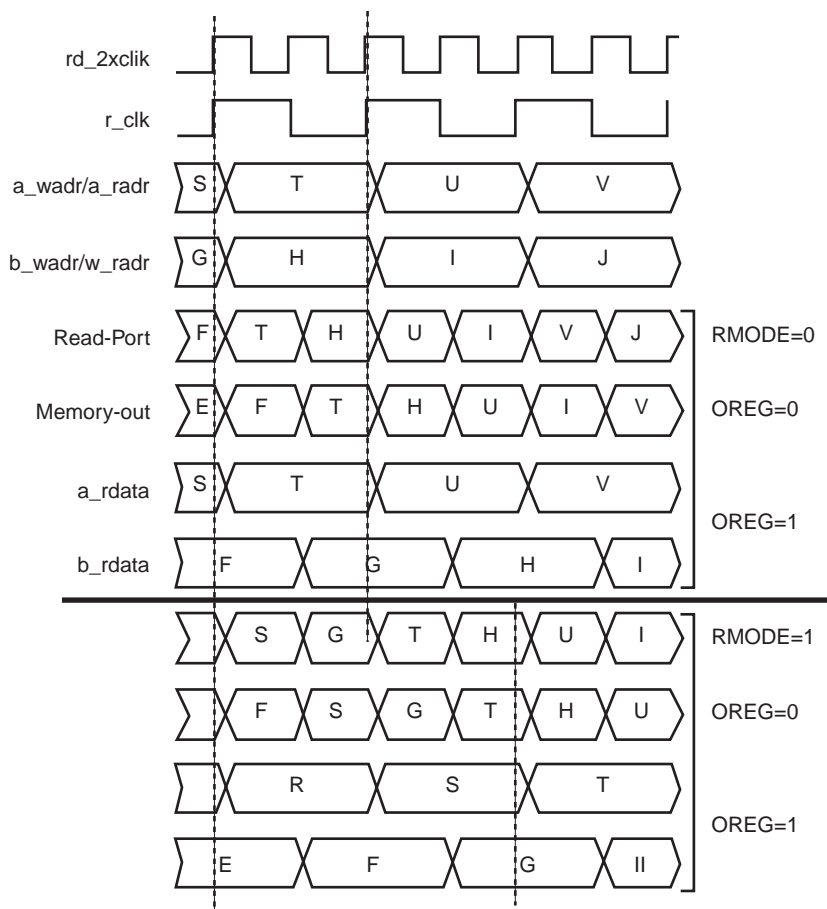 rd_2xclik
r_clk
a_wadr/a_radr S T U V
b_wadr/w_radr G H I J
Read-Port F T H U I V J RMODE=0
Memory-out E F T H U I V OREG=0
a_rdata S T U V
OREG=1
b_rdata F G H I
S G T H U I RMODE=1
F S G T H U OREG=0
R S T
OREG=1
E F G II